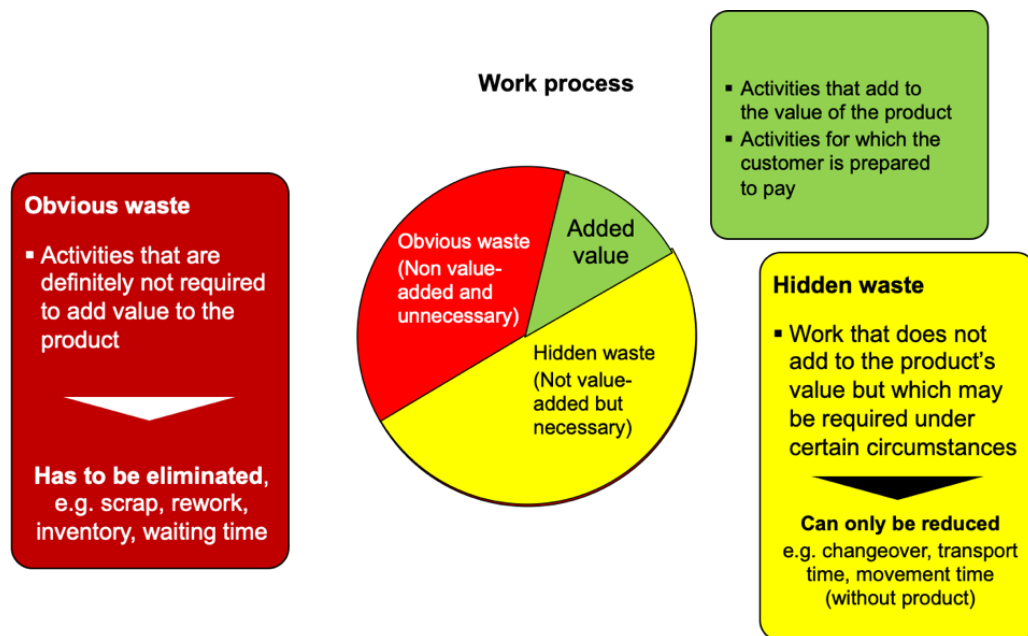 Work process
▪ Activities that add to
the value of the product
▪ Activities for which the
customer is prepared
to pay
Obvious waste
▪ Activities that are
definitely not required
to add value to the
product
Has to be eliminated,
e.g. scrap, rework,
inventory, waiting time
Obvious waste
(Non value-
added and
unnecessary)
Added
value
Hidden waste
(Not value-
added but
necessary)
Hidden waste
▪ Work that does not
add to the product’s
value but which may
be required under
certain circumstances
Can only be reduced
e.g. changeover, transport
time, movement time
(without product)